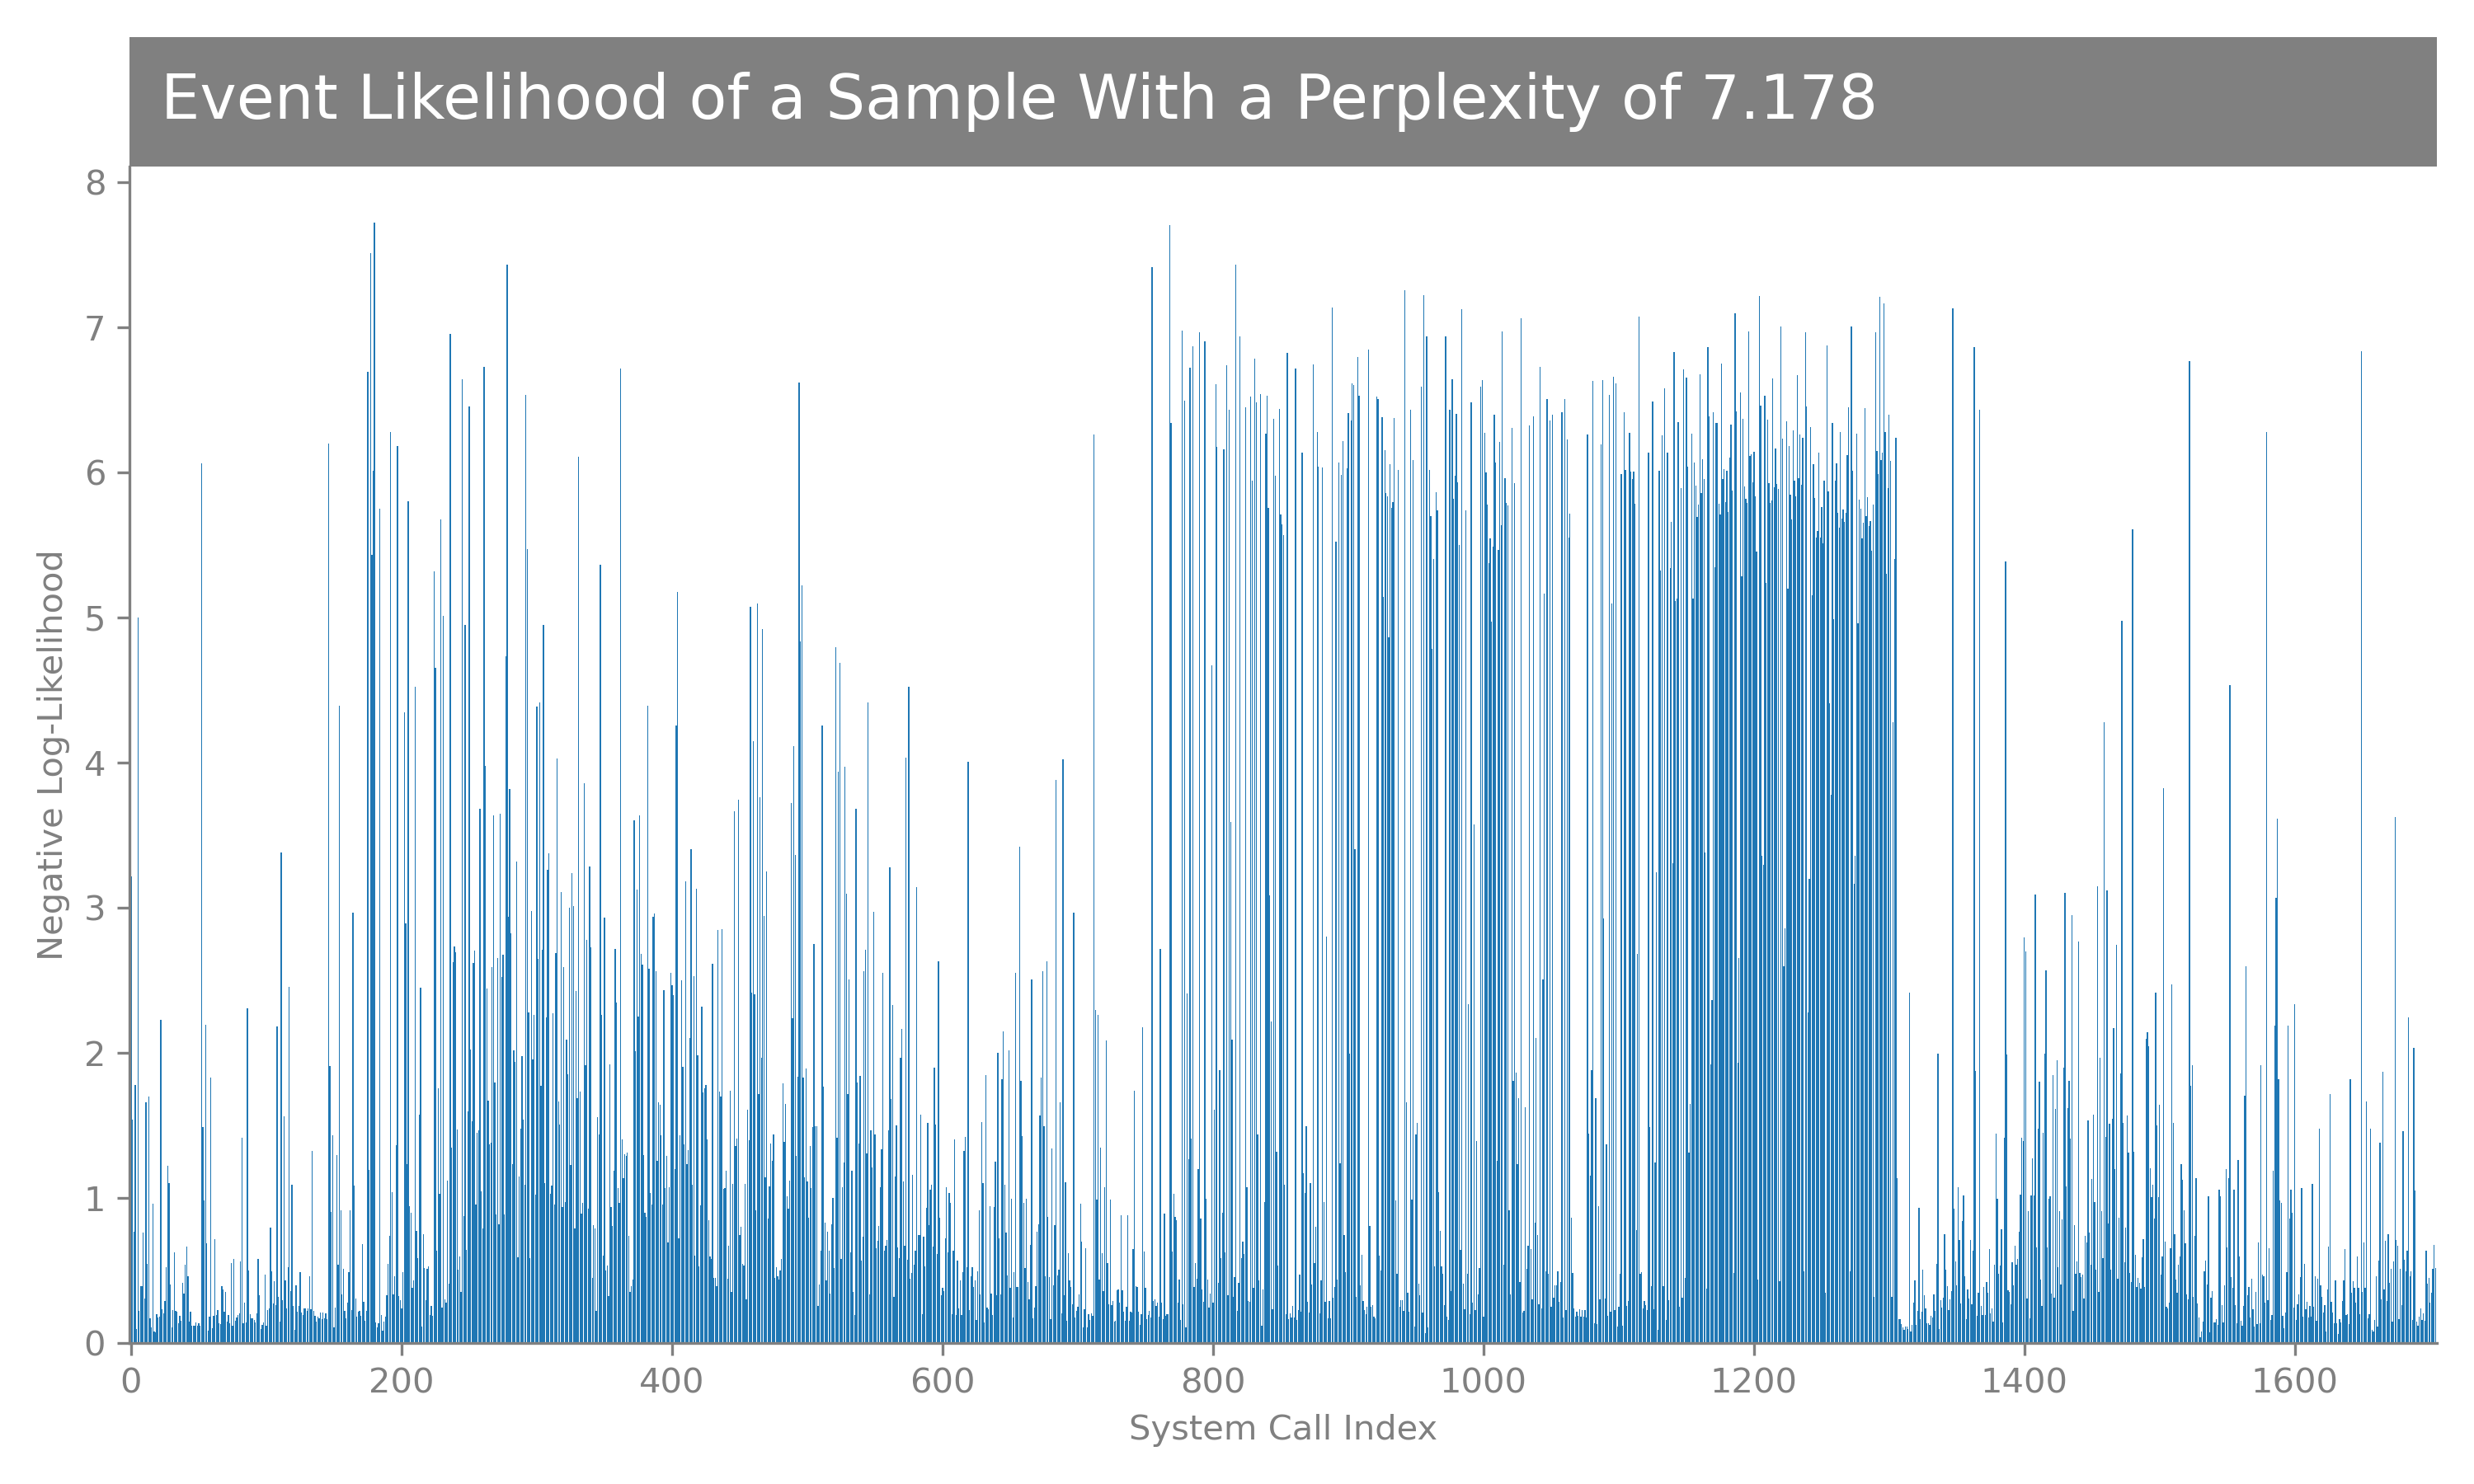 Event Likelihood of a Sample With a Perplexity of 7.178
8
7
6
5
4
3
2
1
0
Negative Log-Likelihood
0 200 400 600 800 1000 1200 1400 1600
System Call Index